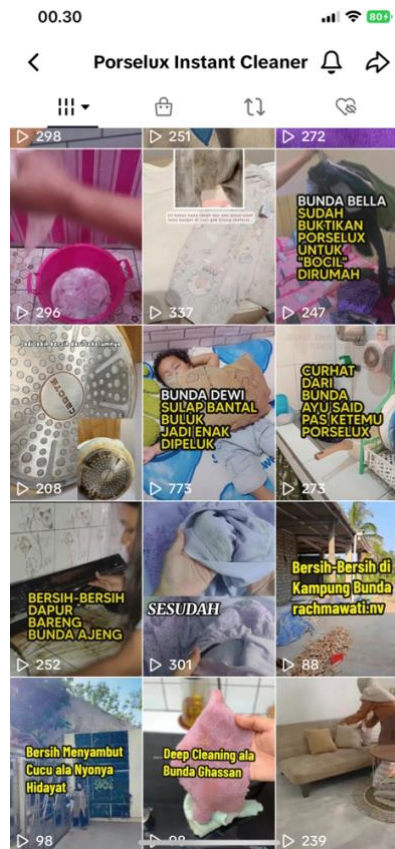 00.30
80
Porselux Instant Cleaner
298
251
272
296
337
BUNDA BELLA
SUDAH
BUKTIKAN
PORSELUX
UNTUK
"BOCIL"
DIRUMAH
247
208
BUNDA DEWI
SULAP BANTAL
BULUK
JADI ENAK
DIPELUK
773
CURHAT
DARI
BUNDA
AYU SAID,
PAS KETEMU
PORSELUX
273
BERSIH-BERSIH
DAPUR
BARENG
BUNDA AJENG
252
SESUDAH
301
Bersih-Bersih di
Kampung Bunda
rachmawati.nv
88
Bersih Menyambut
Cucu ala Nyonya
Hidayat
98
Deep Cleaning ala
Bunda Ghassan
98
239